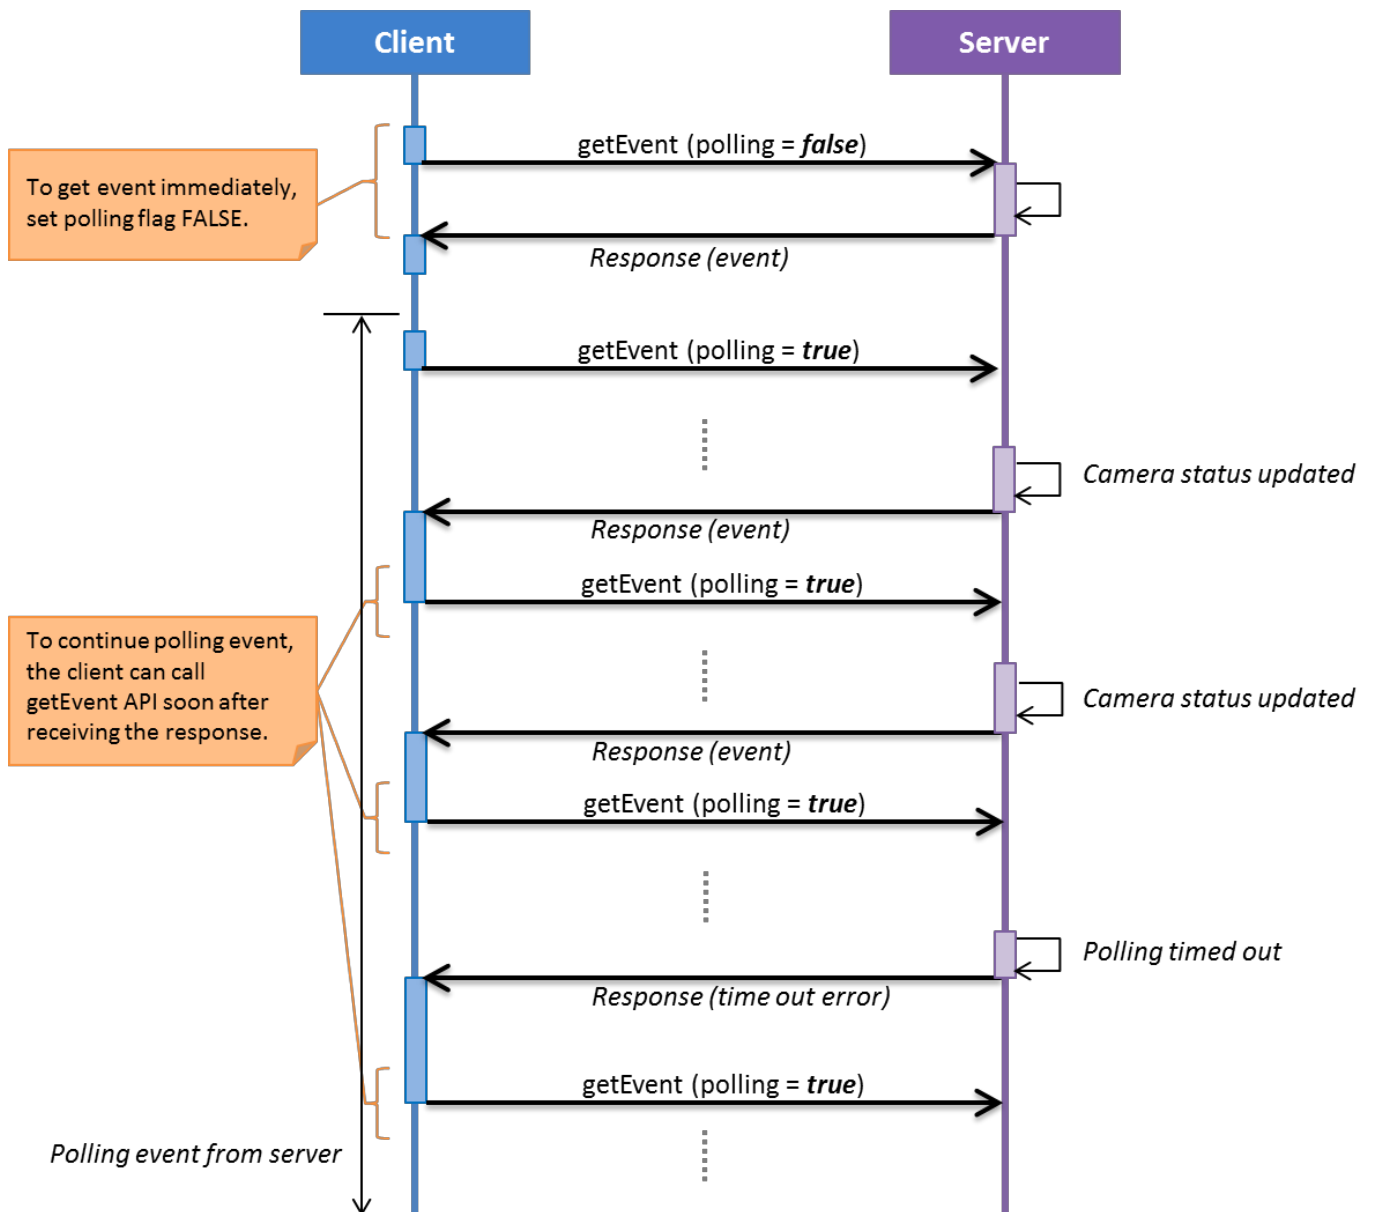 Client
Server
getEvent (polling = false)
To get event immediately,
set polling flag FALSE.
Response (event)
getEvent (polling = true)
Camera status updated
Response (event)
getEvent (polling = true)
To continue polling event,
the client can call
getEvent API soon after
receiving the response.
Camera status updated
Response (event)
getEvent (polling = true)
Polling timed out
Response (time out error)
getEvent (polling = true)
Polling event from server